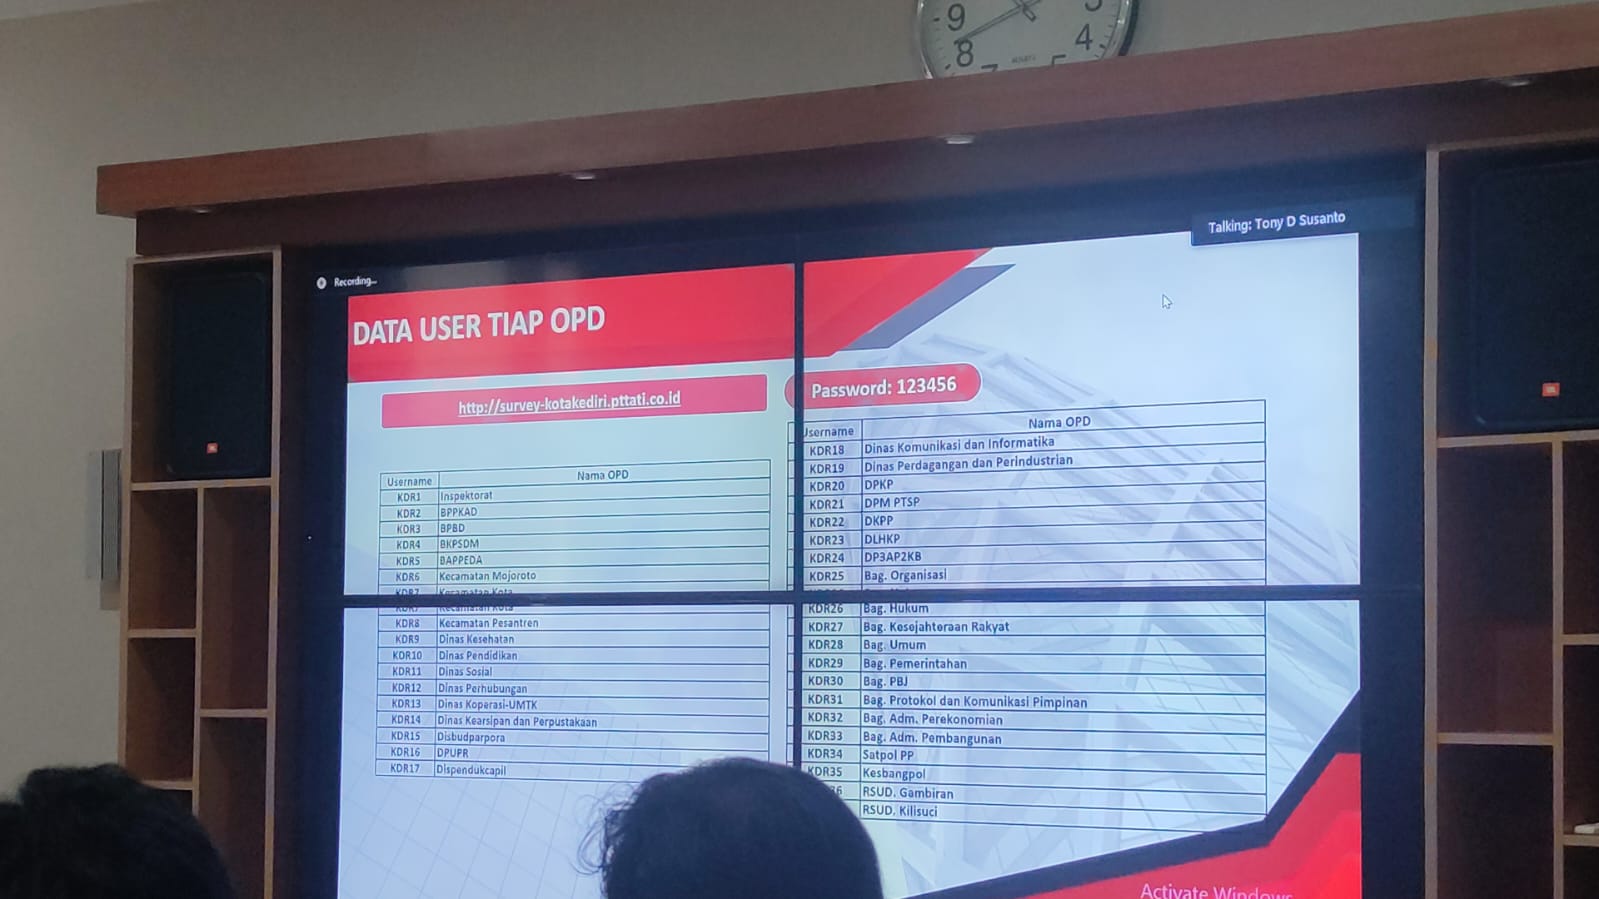 9
3
8
4
7
5
Talking: Tony D Susanto
Recording...
DATA USER TIAP OPD
http://survey-kotakediri.pttati.co.id
Password: 123456
Username Nama OPD
KDR1 Inspektorat
KDR2 BPPKAD
KDR3 BPBD
KDR4 BKPSDM
KDR5 BAPPEDA
KDR6 Kecamatan Mojoroto
KDR7 Kecamatan Kota
KDR8 Kecamatan Pesantren
KDR9 Dinas Kesehatan
KDR10 Dinas Pendidikan
KDR11 Dinas Sosial
KDR12 Dinas Perhubungan
KDR13 Dinas Koperasi-UMTK
KDR14 Dinas Kearsipan dan Perpustakaan
KDR15 Disbudparpora
KDR16 DPUPR
KDR17 Dispendukcapil
Username Nama OPD
KDR18 Dinas Komunikasi dan Informatika
KDR19 Dinas Perdagangan dan Perindustrian
KDR20 DPKP
KDR21 DPM PTSP
KDR22 DKPP
KDR23 DLHKP
KDR24 DP3AP2KB
KDR25 Bag. Organisasi
KDR26 Bag. Hukum
KDR27 Bag. Kesejahteraan Rakyat
KDR28 Bag. Umum
KDR29 Bag. Pemerintahan
KDR30 Bag. PBJ
KDR31 Bag. Protokol dan Komunikasi Pimpinan
KDR32 Bag. Adm. Perekonomian
KDR33 Bag. Adm. Pembangunan
KDR34 Satpol PP
KDR35 Kesbangpol
36 RSUD. Gambiran
RSUD. Kilisuci
Activate Windows